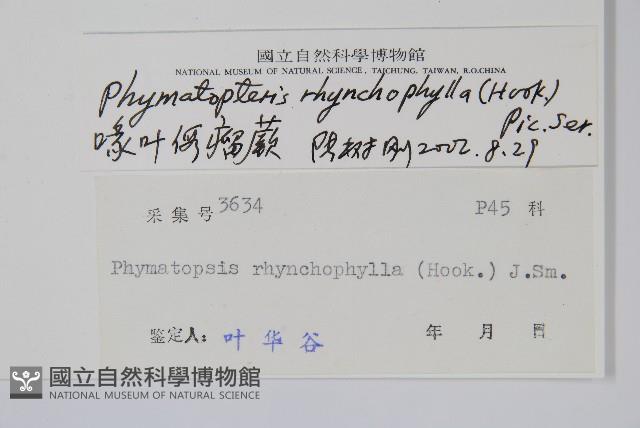 國立自然科學博物館
NATIONAL MUSEUM OF NATURAL SCIENCE, TAICHUNG, TAIWAN, R.O.CHINA
Phymatopteris rhynchophylla (Hook.)
Pic. Ser.
喙叶假瘤蕨 陈树刚 2002.8.29
采集号 3634 P45 科
Phymatopsis rhynchophylla (Hook.) J.Sm.
鉴定人: 叶华谷 年 月 日
國立自然科學博物館
NATIONAL MUSEUM OF NATURAL SCIENCE